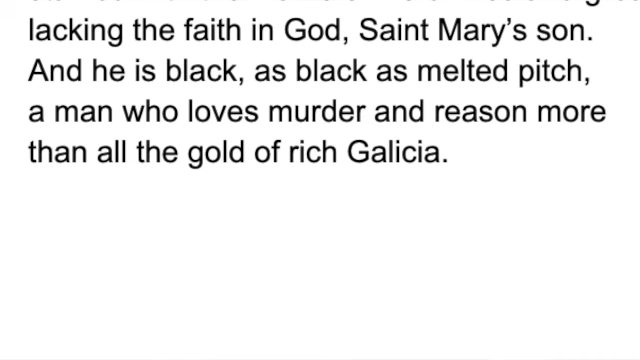 lacking the faith in God, Saint Mary’s son.
And he is black, as black as melted pitch,
a man who loves murder and reason more
than all the gold of rich Galicia.